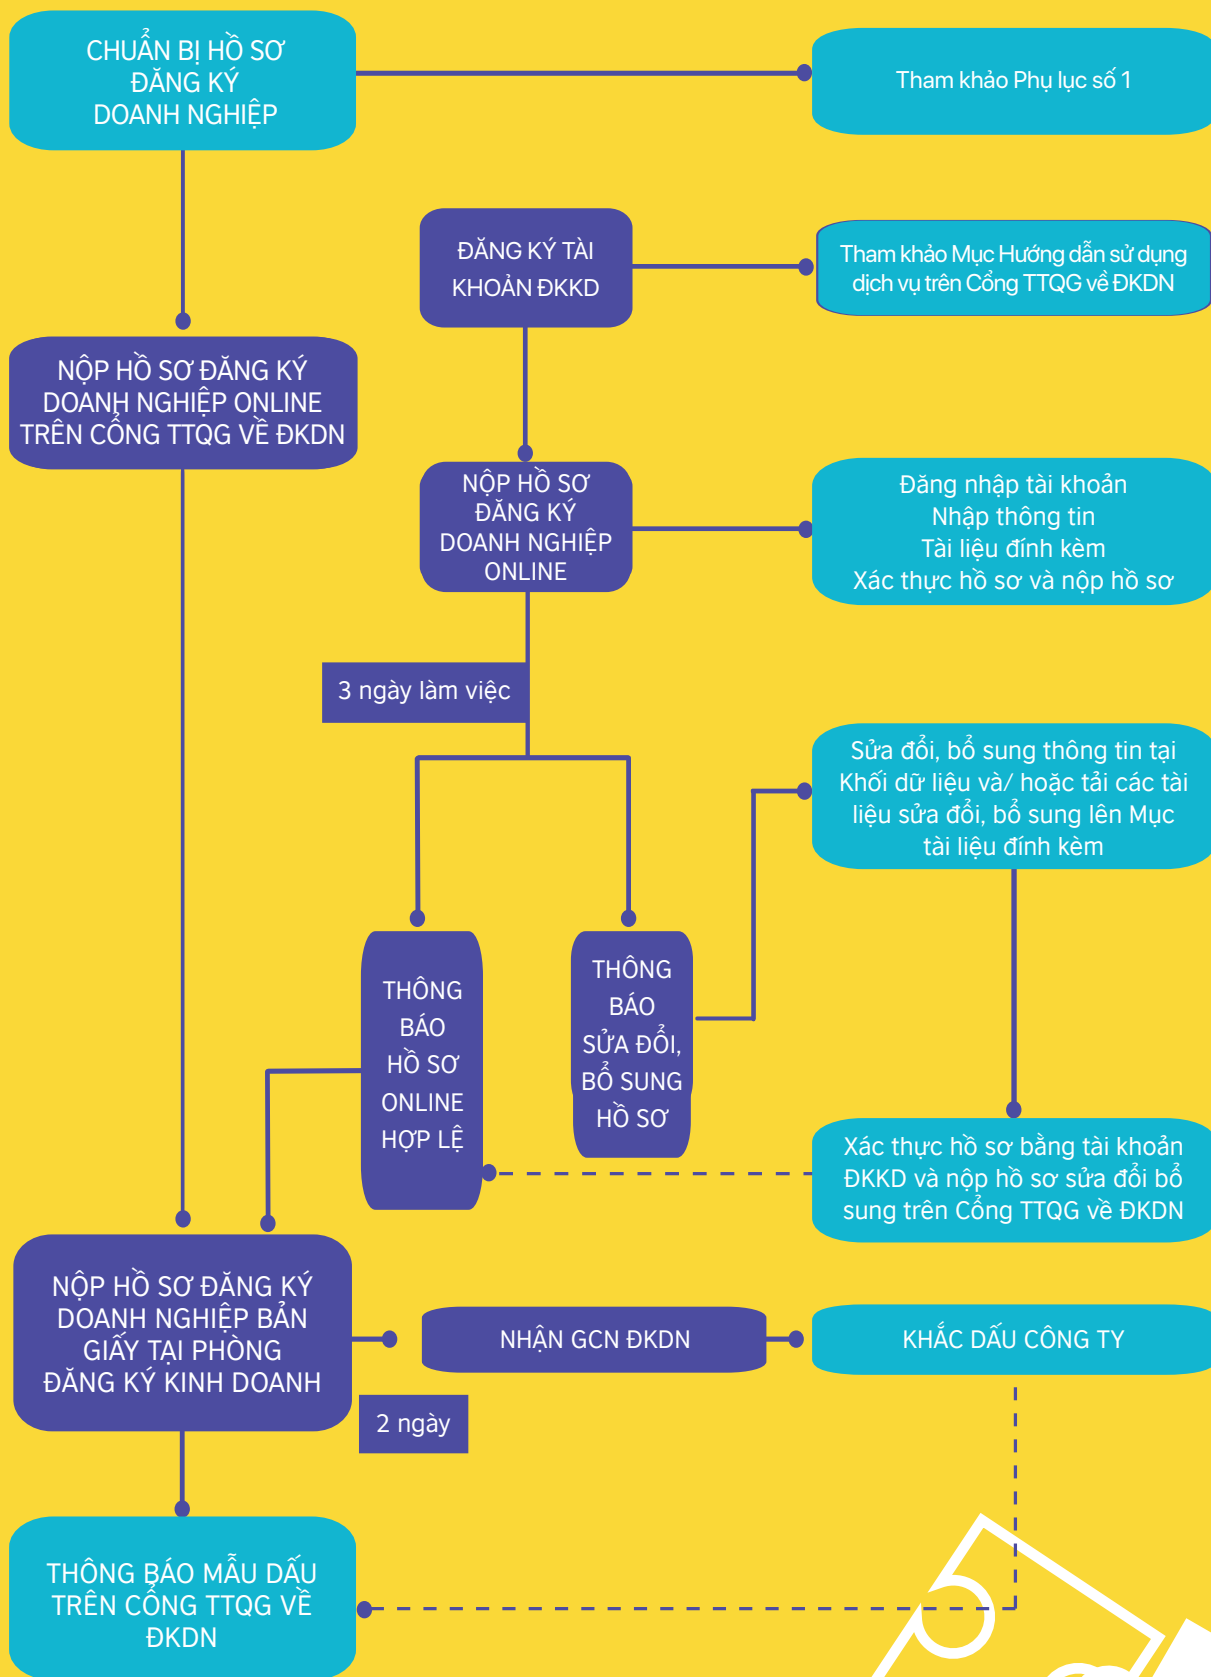 CHUẨN BỊ HỒ SƠ
ĐĂNG KÝ
DOANH NGHIỆP
Tham khảo Phụ lục số 1
ĐĂNG KÝ TÀI
KHOẢN ĐKKD
Tham khảo Mục Hướng dẫn sử dụng
dịch vụ trên Cổng TTQG về ĐKDN
NỘP HỒ SƠ ĐĂNG KÝ
DOANH NGHIỆP ONLINE
TRÊN CỔNG TTQG VỀ ĐKDN
NỘP HỒ SƠ
ĐĂNG KÝ
DOANH NGHIỆP
ONLINE
Đăng nhập tài khoản
Nhập thông tin
Tài liệu đính kèm
Xác thực hồ sơ và nộp hồ sơ
3 ngày làm việc
Sửa đổi, bổ sung thông tin tại
Khối dữ liệu và/ hoặc tải các tài
liệu sửa đổi, bổ sung lên Mục
tài liệu đính kèm
THÔNG
BÁO
HỒ SƠ
ONLINE
HỢP LỆ
THÔNG
BÁO
SỬA ĐỔI,
BỔ SUNG
HỒ SƠ
Xác thực hồ sơ bằng tài khoản
ĐKKD và nộp hồ sơ sửa đổi bổ
sung trên Cổng TTQG về ĐKDN
NỘP HỒ SƠ ĐĂNG KÝ
DOANH NGHIỆP BẢN
GIẤY TẠI PHÒNG
ĐĂNG KÝ KINH DOANH
NHẬN GCN ĐKDN
KHẮC DẤU CÔNG TY
2 ngày
THÔNG BÁO MẪU DẤU
TRÊN CỔNG TTQG VỀ
ĐKDN